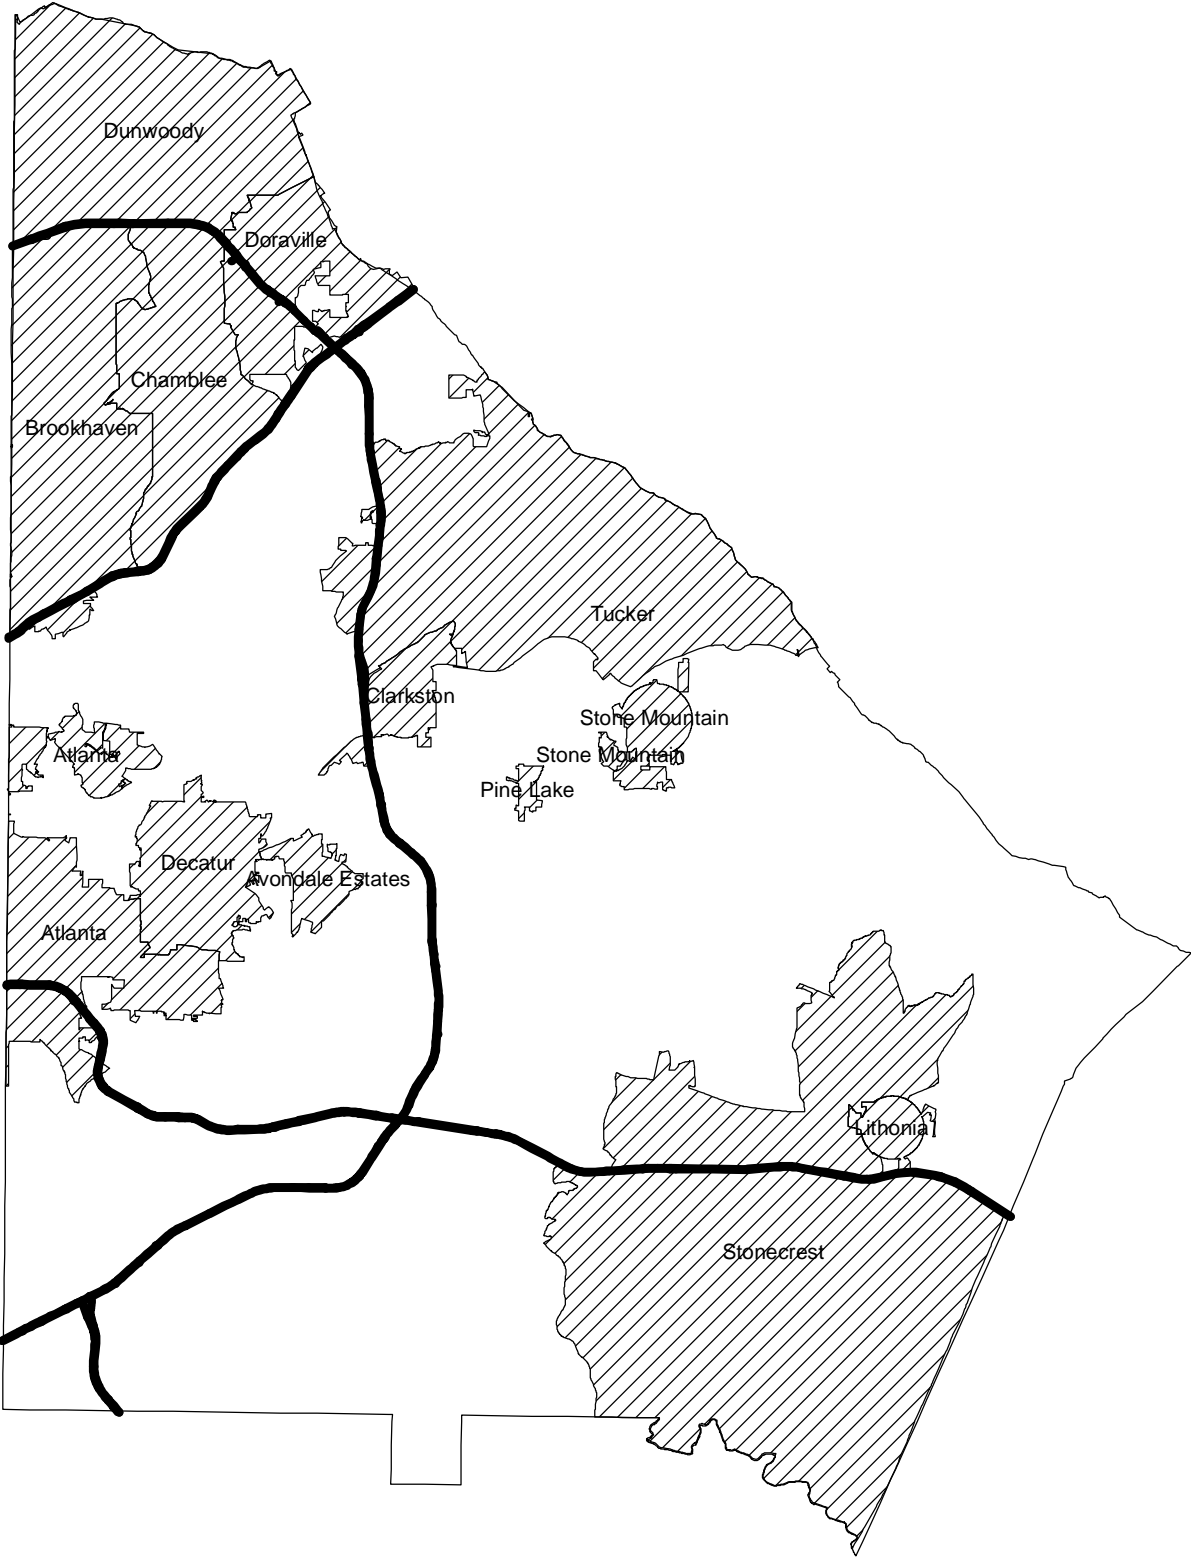 Dunwoody
Doraville
Chamblee
Brookhaven
Tucker
Clarkston
Stone Mountain
Atlanta
Stone Mountain
Pine Lake
Decatur
Avondale Estates
Atlanta
Lithonia
Stonecrest